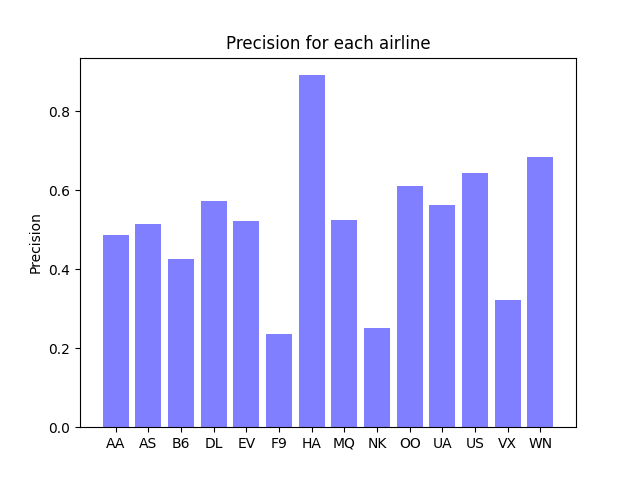 Precision for each airline
Precision
0.8
0.6
0.4
0.2
0.0
AA AS B6 DL EV F9 HA MQ NK OO UA US VX WN